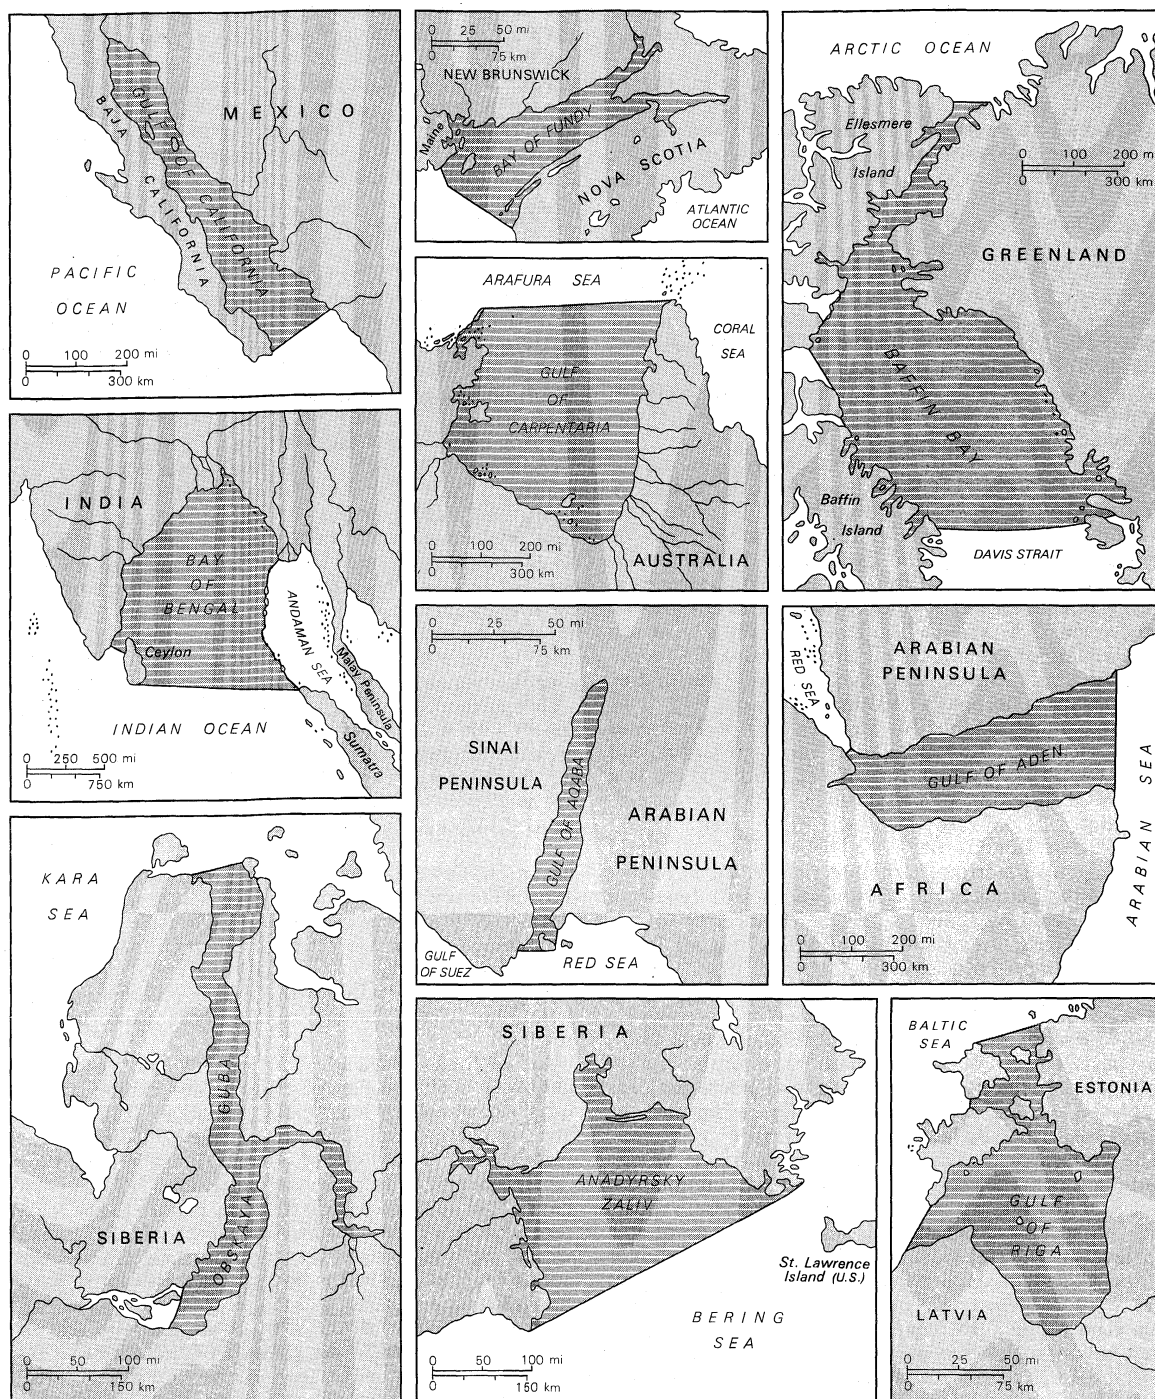 GULF OF CALIFORNIA
MEXICO
BAJA CALIFORNIA
PACIFIC
OCEAN
0 100 200 mi
0 300 km
0 25 50 mi
0 75 km
NEW BRUNSWICK
Maine
BAY OF FUNDY
NOVA SCOTIA
ATLANTIC
OCEAN
ARCTIC OCEAN
Ellesmere
Island
0 100 200 mi
0 300 km
GREENLAND
BAFFIN BAY
Baffin
Island
DAVIS STRAIT
ARAFURA SEA
CORAL
SEA
GULF
OF
CARPENTARIA
0 100 200 mi
0 300 km
AUSTRALIA
INDIA
BAY
OF
BENGAL
Ceylon
ANDAMAN SEA
Malay Peninsula
Sumatra
INDIAN OCEAN
0 250 500 mi
0 750 km
0 25 50 mi
0 75 km
SINAI
PENINSULA
GULF OF AQABA
ARABIAN
PENINSULA
GULF
OF SUEZ
RED SEA
RED SEA
ARABIAN
PENINSULA
GULF OF ADEN
ARABIAN SEA
AFRICA
0 100 200 mi
0 300 km
KARA
SEA
GUBA
OBSKAYA
SIBERIA
0 50 100 mi
0 150 km
SIBERIA
ANADYRSKY
ZALIV
St. Lawrence
Island (U.S.)
BERING
SEA
0 50 100 mi
0 150 km
BALTIC
SEA
ESTONIA
GULF
OF
RIGA
LATVIA
0 25 50 mi
0 75 km